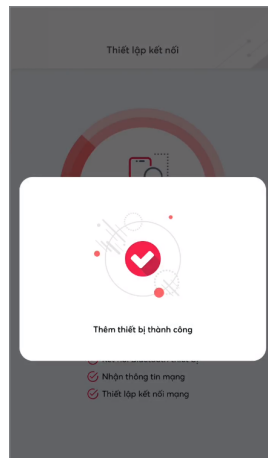 Thiết lập kết nối
Thêm thiết bị thành công
Nhận thông tin mạng
Thiết lập kết nối mạng